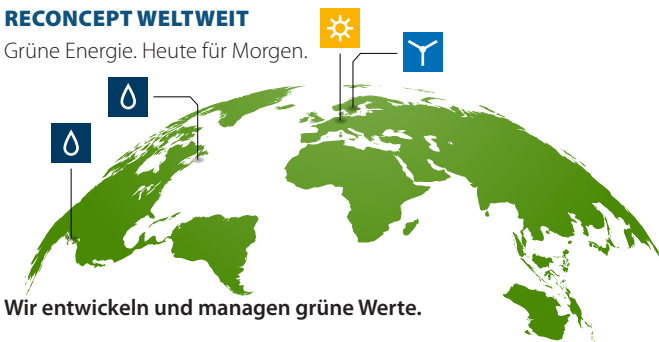 RECONCEPT WELTWEIT
Grüne Energie. Heute für Morgen.
Wir entwickeln und managen grüne Werte.